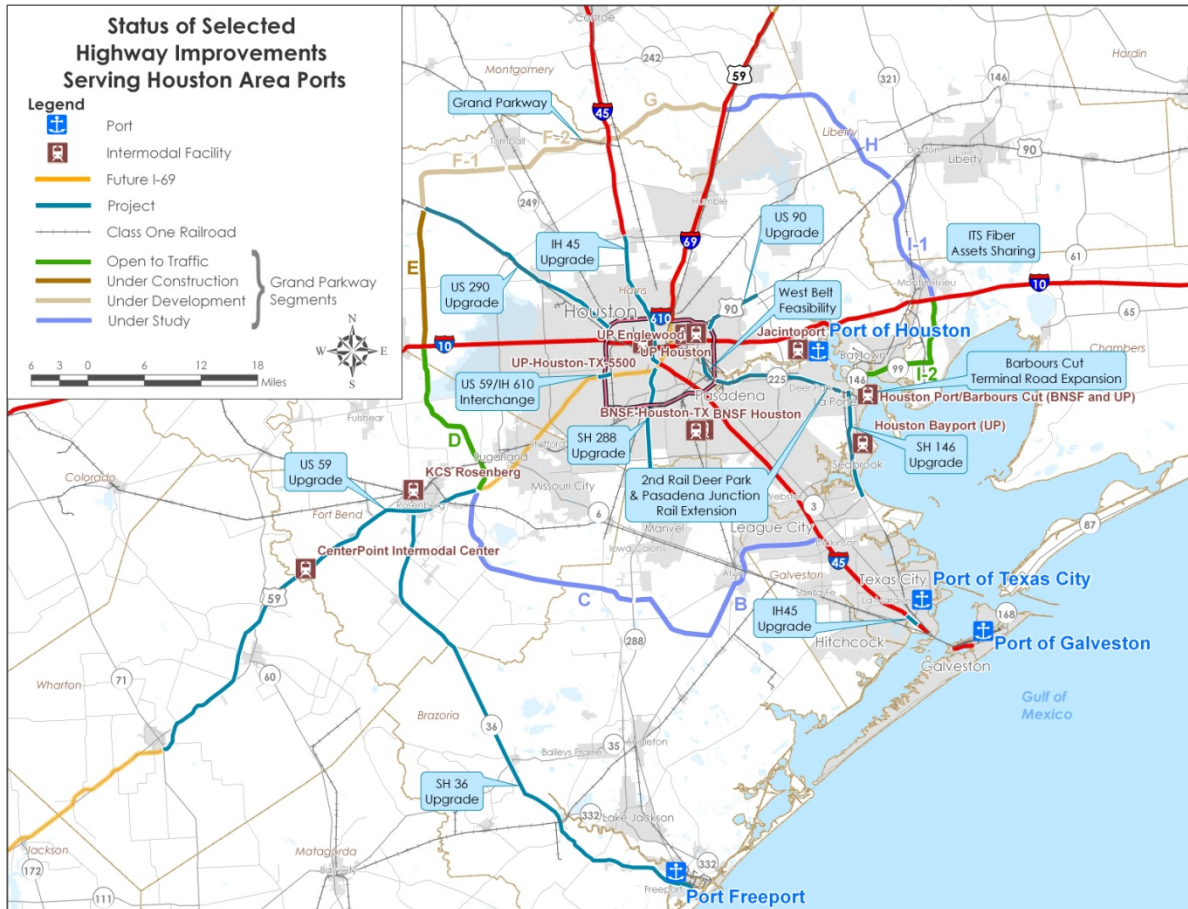 Status of Selected
Highway Improvements
Serving Houston Area Ports
Legend
Port
Intermodal Facility
Future I-69
Project
Class One Railroad
Open to Traffic
Under Construction
Under Development
Under Study
Grand Parkway
Segments
N
W
E
S
6
3
0
6
12
18
Miles
Conroe
242
59
321
146
Hardin
Montgomery
45
Grand Parkway
G
Liberty
H
Tomball
F-2
F-1
Dayton
Liberty
90
249
Humble
US 90
Upgrade
IH 45
Upgrade
69
I-1
ITS Fiber
Assets Sharing
E
US 290
Upgrade
Harris
Houston
90
West Belt
Feasibility
Mont Belvieu
61
10
610
UP Englewood
Jacintoport
Port of Houston
65
10
UP Houston
UP-Houston-TX-5500
Baytown
99
I-2
Chambers
Barbours Cut
Terminal Road Expansion
US 59/IH 610
Interchange
225
Deer Park
146
La Porte
Pasadena
Houston Port/Barbours Cut (BNSF and UP)
Fulshear
BNSF-Houston-TX
BNSF Houston
Houston Bayport (UP)
D
SH 288
Upgrade
SH 146
Upgrade
Stafford
Sugarland
Seabrook
Colorado
US 59
Upgrade
KCS Rosenberg
Missouri City
2nd Rail Deer Park
& Pasadena Junction
Rail Extension
Webster
3
Rosenberg
Fort Bend
6
League City
87
Manvel
Iowa Colony
Dickinson
CenterPoint Intermodal Center
Alvin
Galveston
45
Texas City
Port of Texas City
59
C
B
Santa Fe
La Marque
IH45
Upgrade
168
288
Hitchcock
Port of Galveston
Galveston
60
Wharton
71
Gulf of
Mexico
Brazoria
36
35
Angleton
Baileys Prairie
SH 36
Upgrade
332
Lake Jackson
Jackson
Matagorda
172
Bay City
332
Freeport
111
Port Freeport